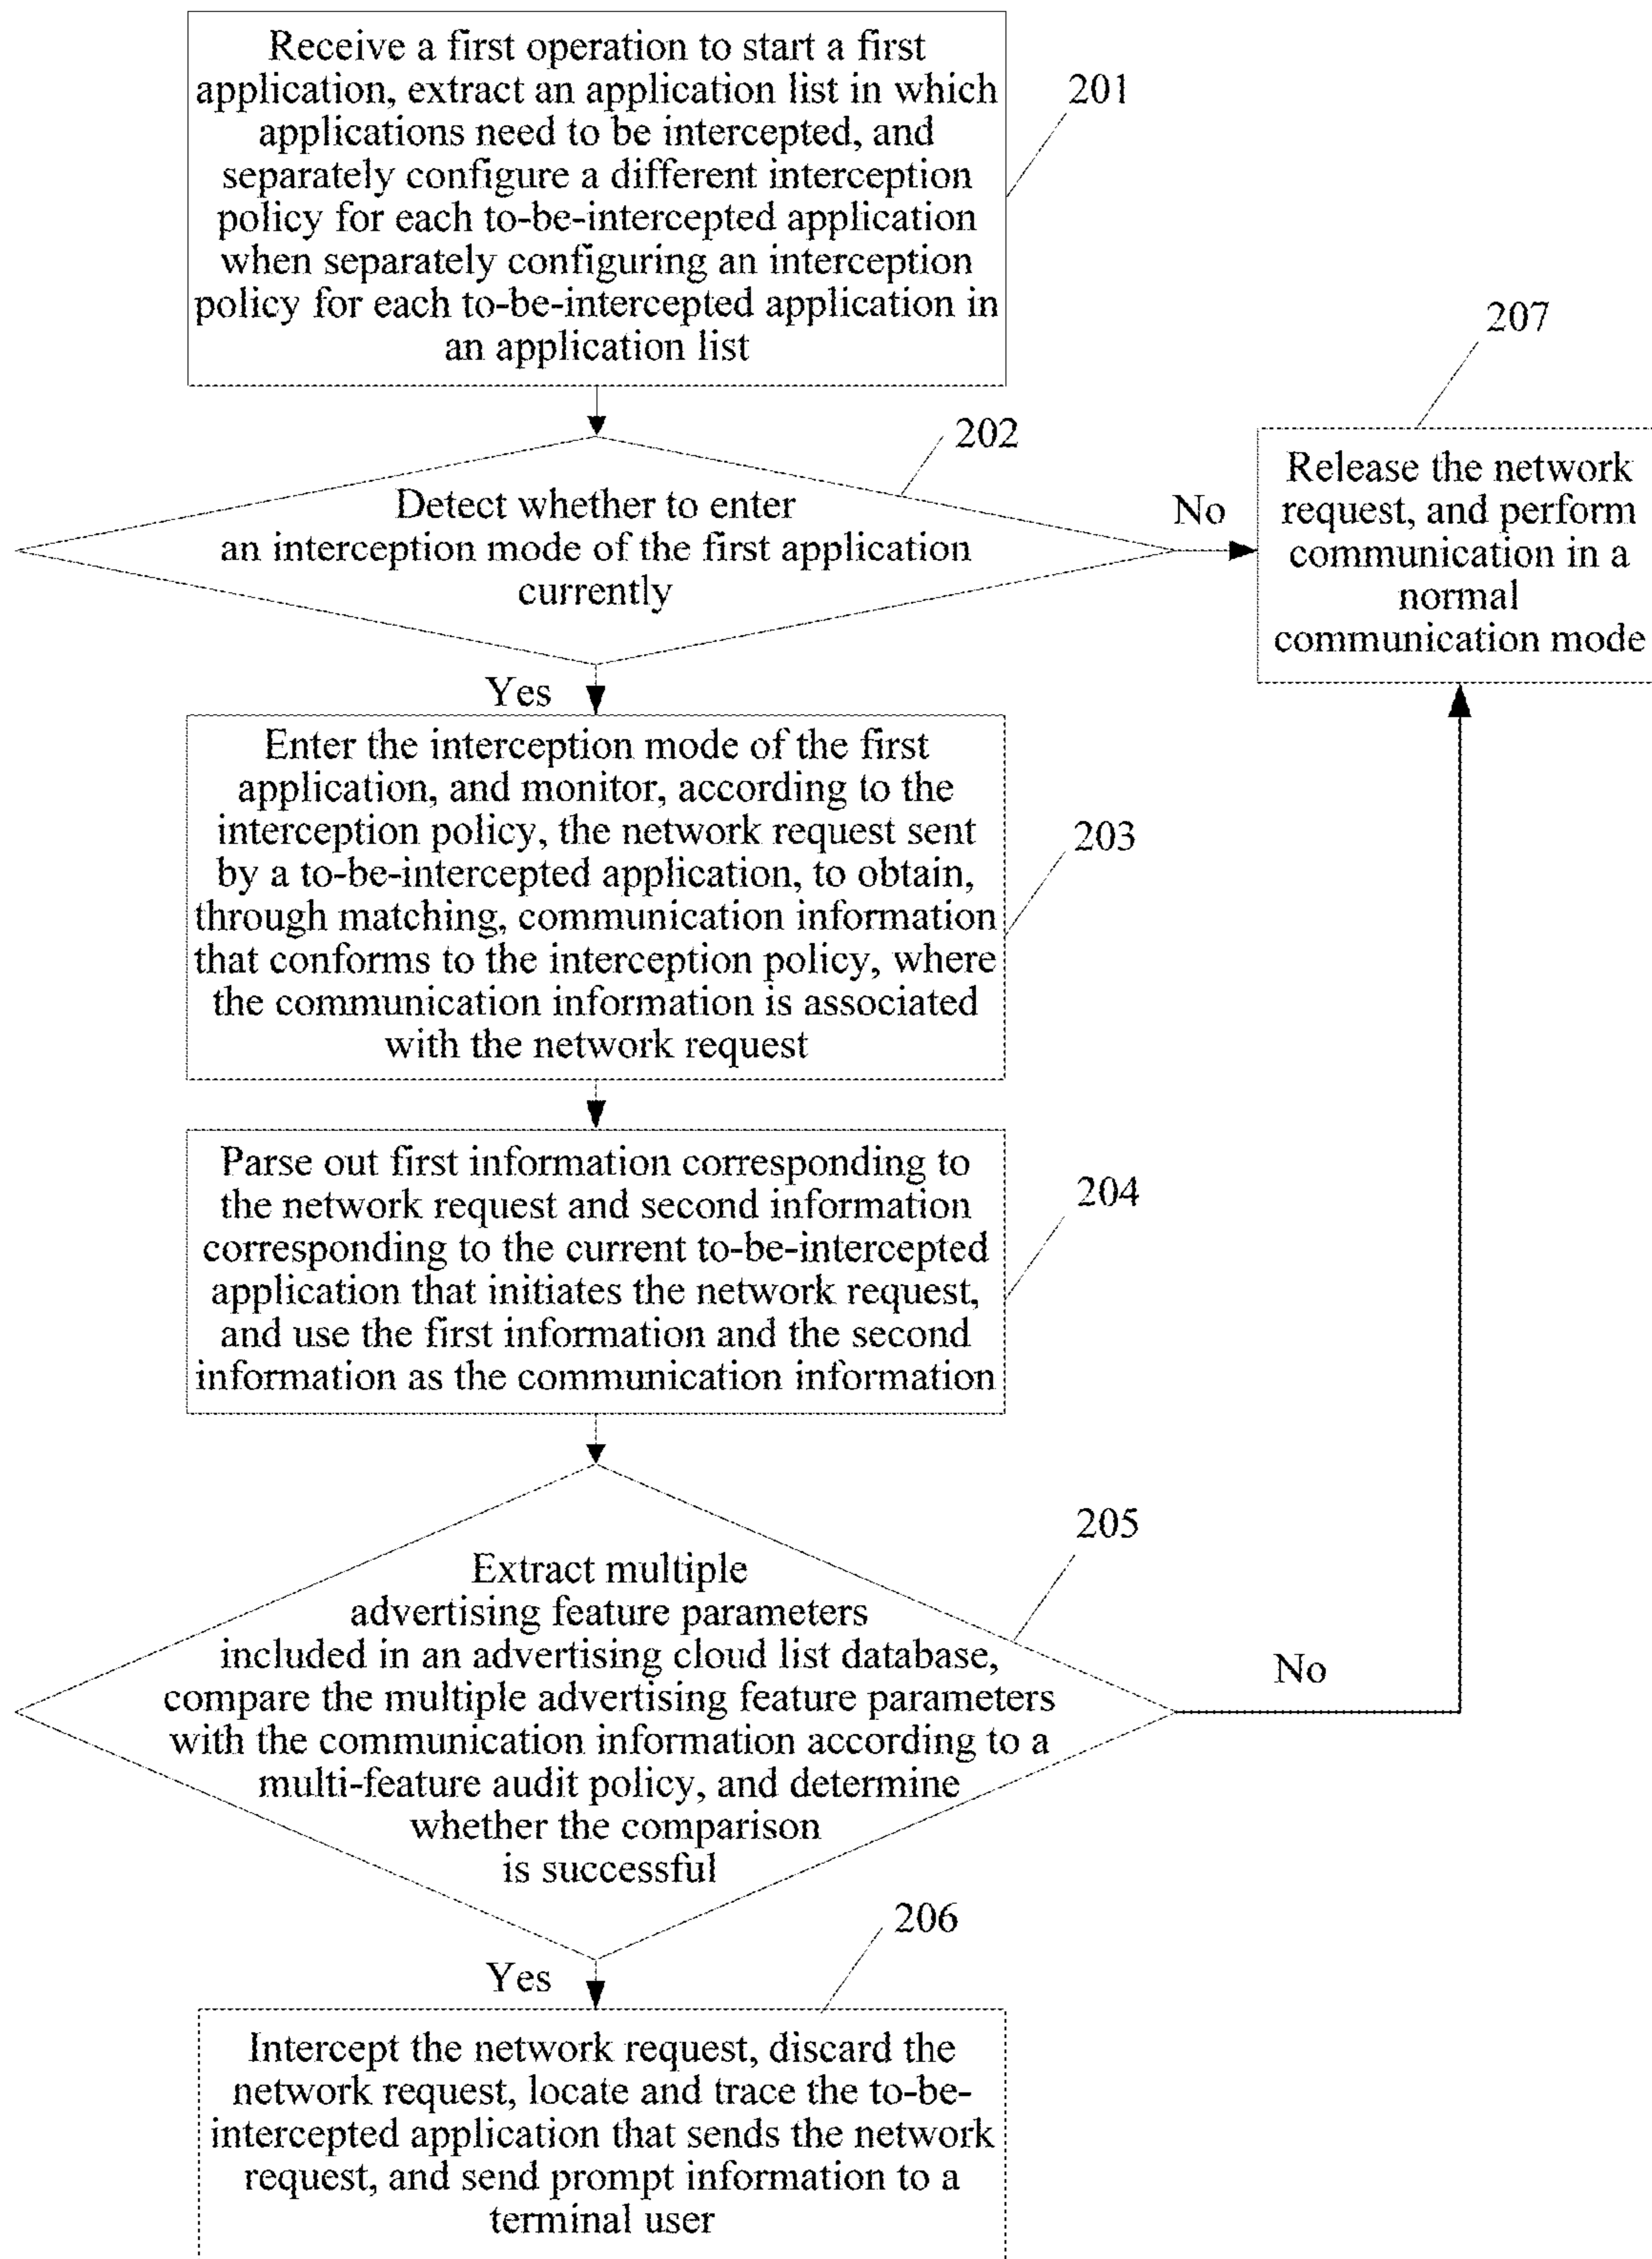 Receive a first operation to start a first
application, extract an application list in which
applications need to be intercepted, and
separately configure a different interception
policy for each to-be-intercepted application
when separately configuring an interception
policy for each to-be-intercepted application in
an application list
201
202
Detect whether to enter
an interception mode of the first application
currently
No
207
Release the network
request, and perform
communication in a
normal
communication mode
Yes
Enter the interception mode of the first
application, and monitor, according to the
interception policy, the network request sent
by a to-be-intercepted application, to obtain,
through matching, communication information
that conforms to the interception policy, where
the communication information is associated
with the network request
203
Parse out first information corresponding to
the network request and second information
corresponding to the current to-be-intercepted
application that initiates the network request,
and use the first information and the second
information as the communication information
204
205
Extract multiple
advertising feature parameters
included in an advertising cloud list database,
compare the multiple advertising feature parameters
with the communication information according to a
multi-feature audit policy, and determine
whether the comparison
is successful
No
Yes
206
Intercept the network request, discard the
network request, locate and trace the to-be-
intercepted application that sends the network
request, and send prompt information to a
terminal user